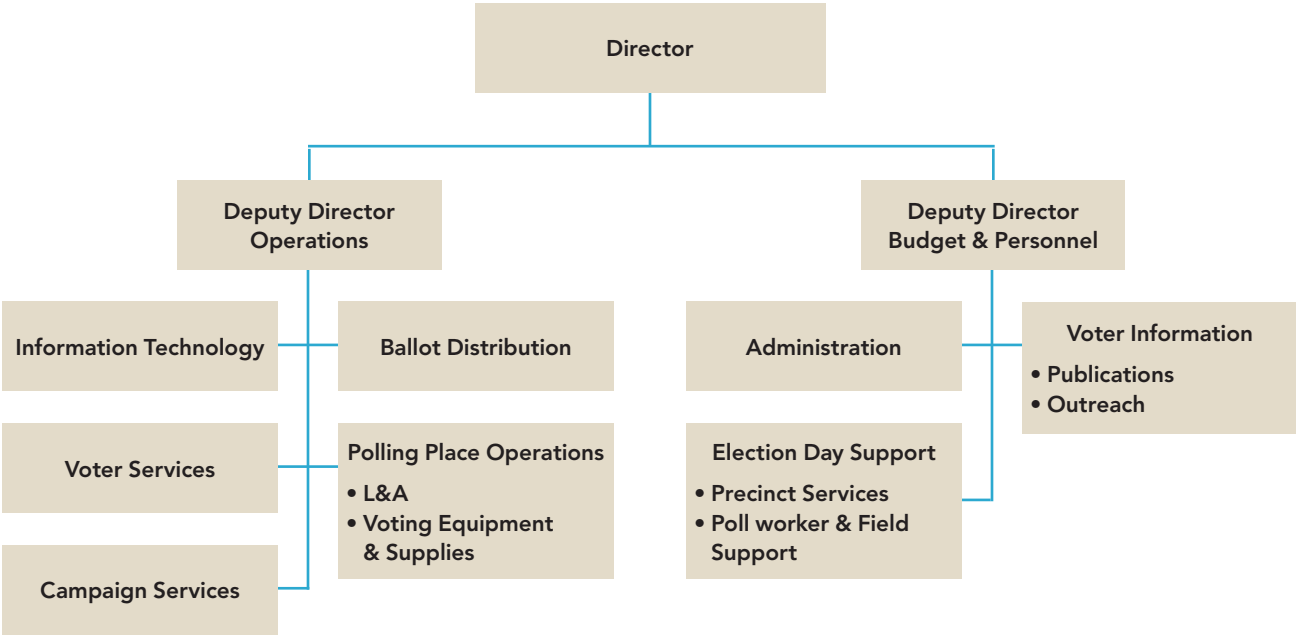 Director
Deputy Director
Operations
Deputy Director
Budget & Personnel
Information Technology
Ballot Distribution
Administration
Voter Information
• Publications
• Outreach
Voter Services
Polling Place Operations
• L&A
• Voting Equipment
& Supplies
Election Day Support
• Precinct Services
• Poll worker & Field
Support
Campaign Services